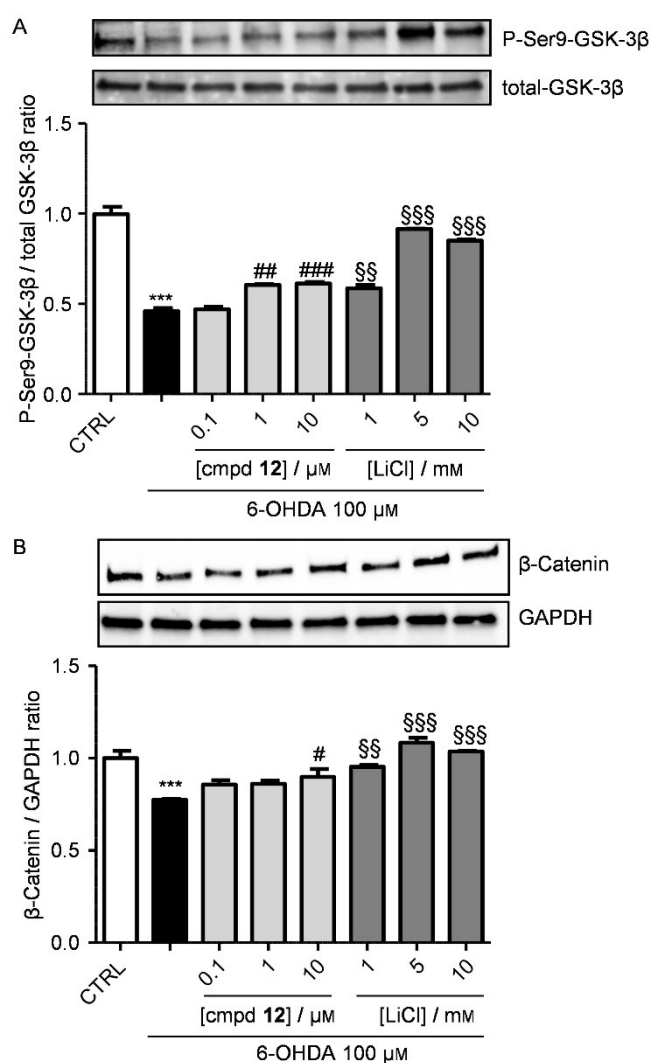 A
P-Ser9-GSK-3β
total-GSK-3β
P-Ser9-GSK-3β / total GSK-3β ratio
1.5
1.0
0.5
0.0
***
##
###
§§
§§§
§§§
CTRL
0.1
1
10
1
5
10
[cmpd 12] / µM
[LiCl] / mM
6-OHDA 100 µM
B
β-Catenin
GAPDH
β-Catenin / GAPDH ratio
1.5
1.0
0.5
0.0
***
#
§§
§§§
§§§
CTRL
0.1
1
10
1
5
10
[cmpd 12] / µM
[LiCl] / mM
6-OHDA 100 µM